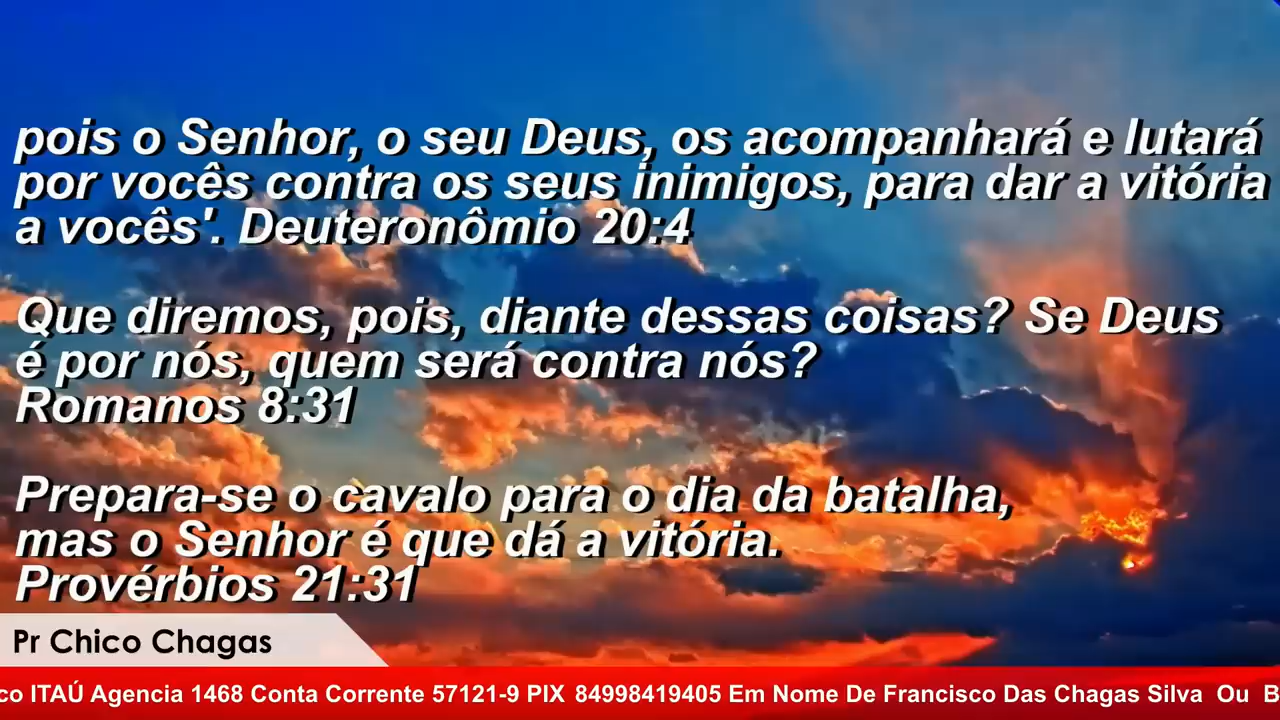 pois o Senhor, o seu Deus, os acompanhará e lutará
por vocês contra os seus inimigos, para dar a vitória
a vocês'. Deuteronômio 20:4
Que diremos, pois, diante dessas coisas? Se Deus
é por nós, quem será contra nós?
Romanos 8:31
Prepara-se o cavalo para o dia da batalha,
mas o Senhor é que dá a vitória.
Provérbios 21:31
Pr Chico Chagas
co ITAÚ Agencia 1468 Conta Corrente 57121-9 PIX 84998419405 Em Nome De Francisco Das Chagas Silva Ou B